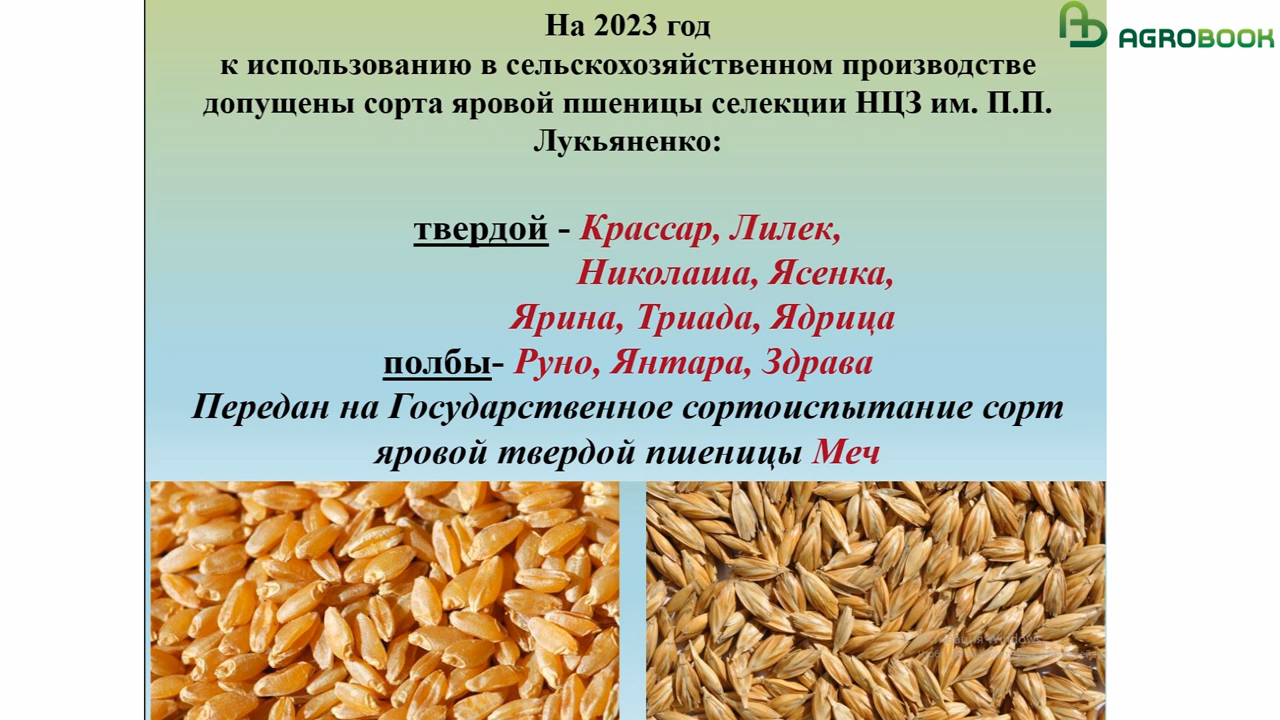 На 2023 год
к использованию в сельскохозяйственном производстве
допущены сорта яровой пшеницы селекции НЦЗ им. П.П.
Лукьяненко:
твердой - Крассар, Лилек,
Николаша, Ясенка,
Ярина, Триада, Ядрица
полбы- Руно, Янтара, Здрава
Передан на Государственное сортоиспытание сорт
яровой твердой пшеницы Меч
AGROBOOK